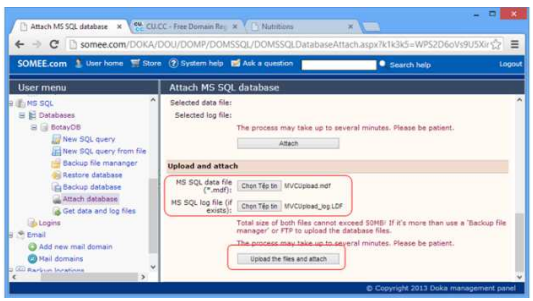 Attach MS SQL database
CU.CC - Free Domain Reg
Nutribions
somee.com/DOKA/DOU/DOMP/DOMSSQL/DOMSSQLDatabaseAttach.aspx?k1k3k5=WPS2D6oVs9U5Xir
SOMEE.com User home Store System help Ask a question Search help Logout
User menu
Attach MS SQL database
MS SQL
Databases
BotayDB
New SQL query
New SQL query from file
Backup file mananger
Restore database
Backup database
Attach database
Get data and log files
Logins
Email
Add new mail domain
Mail domains
Backup locations
Selected data file:
Selected log file:
The process may take up to several minutes. Please be patient.
Attach
Upload and attach
MS SQL data file (*.mdf): Chọn Tệp tin MVCUpload.mdf
MS SQL log file (if exists): Chọn Tệp tin MVCUpload_log.LDF
Total size of both files cannot exceed 50MB! If it's more than use a 'Backup file
manager' or FTP to upload the database files.
The process may take up to several minutes. Please be patient.
Upload the files and attach
© Copyright 2013 Doka management panel